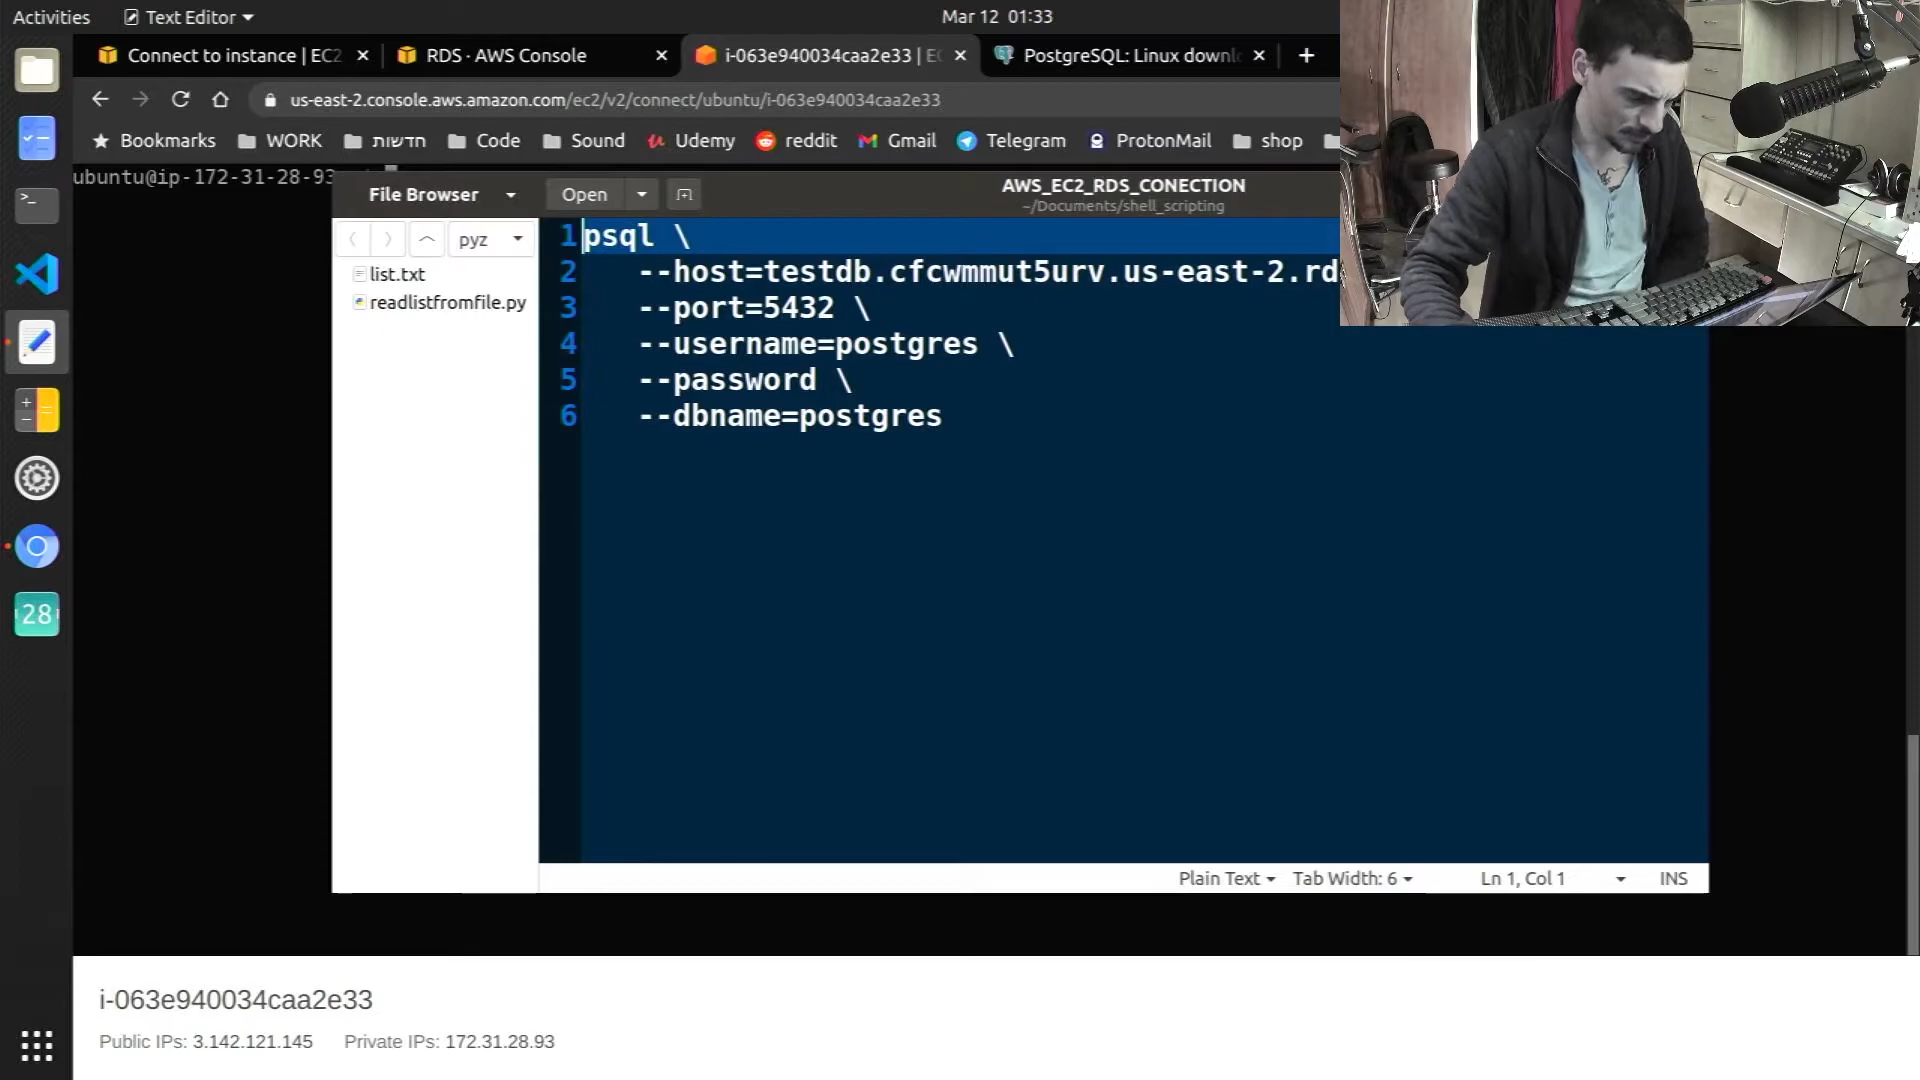 Activities
Text Editor
Mar 12 01:33
Connect to instance | EC2
RDS · AWS Console
i-063e940034caa2e33 | EC
PostgreSQL: Linux downl
us-east-2.console.aws.amazon.com/ec2/v2/connect/ubuntu/i-063e940034caa2e33
Bookmarks
WORK
חדשות
Code
Sound
Udemy
reddit
Gmail
Telegram
ProtonMail
shop
ubuntu@ip-172-31-28-93
File Browser
Open
AWS_EC2_RDS_CONECTION
~/Documents/shell_scripting
pyz
list.txt
readlistfromfile.py
1 psql \
2 --host=testdb.cfcwmmut5urv.us-east-2.rd
3 --port=5432 \
4 --username=postgres \
5 --password \
6 --dbname=postgres
28
Plain Text
Tab Width: 6
Ln 1, Col 1
INS
i-063e940034caa2e33
Public IPs: 3.142.121.145 Private IPs: 172.31.28.93